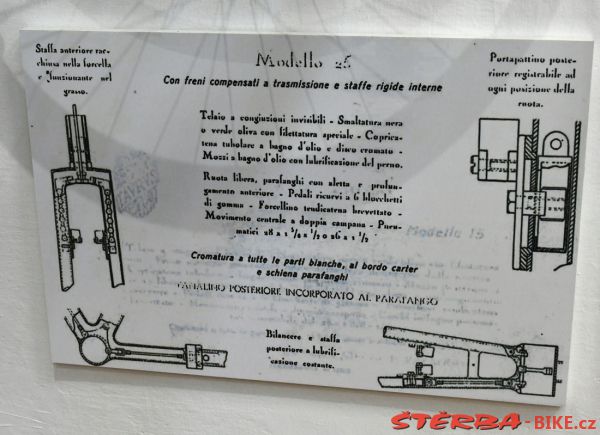 Modello 25
Staffa anteriore rac-
chiusa nella forcella
e funzionante nel
grasso.
Con freni compensati a trasmissione e staffe rigide interne
Portapattino poste-
riore registrabile ad
ogni posizione della
ruota.
Telaio a congiuzioni invisibili - Smaltatura nera
o verde oliva con filettatura speciale - Coprica-
tena tubolare a bagno d'olio e disco cromato -
Mozzi a bagno d'olio con lubrificazione del perno.
Ruota libera, parafanghi con aletta e prolun-
gamento anteriore - Pedali ricurvi a 6 blocchetti
di gomma - Forcellino tendicatena brevettato -
Movimento centrale a doppia campana - Pneu-
matici 28 x 1 5/8 x 1/2 o 26 x 1 1/2
Modello 15
Cromatura a tutte le parti bianche, al bordo carter
e schiena parafanghi
FANALINO POSTERIORE INCORPORATO AL PARAFANGO
Bilancere e staffa
posteriore a lubrifi-
cazione costante.
ŠTĚRBA-BIKE.cz